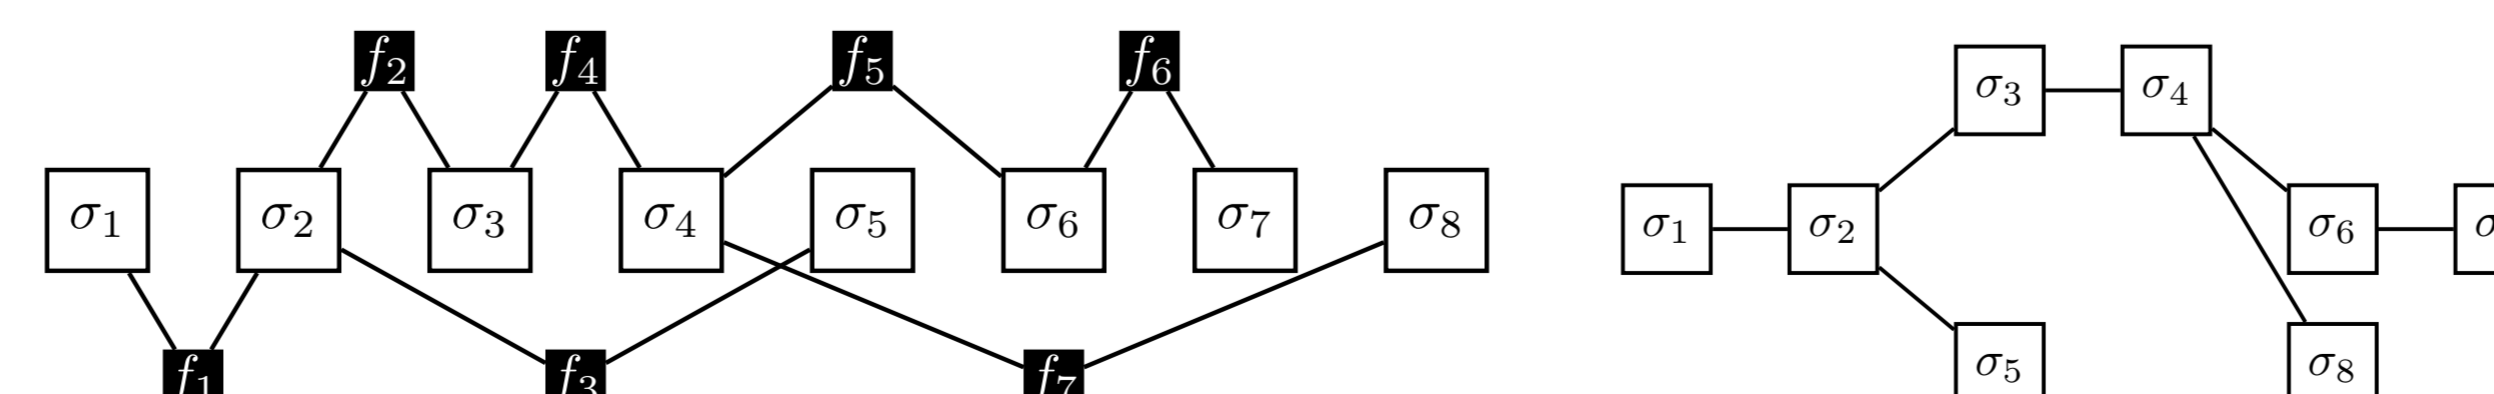 f₂ f₄ f₅ f₆
σ₃ σ₄
σ₁ σ₂ σ₃ σ₄ σ₅ σ₆ σ₇ σ₈
σ₁ σ₂ σ₆ σ
σ₅ σ₈
f₁ f₃ f₇